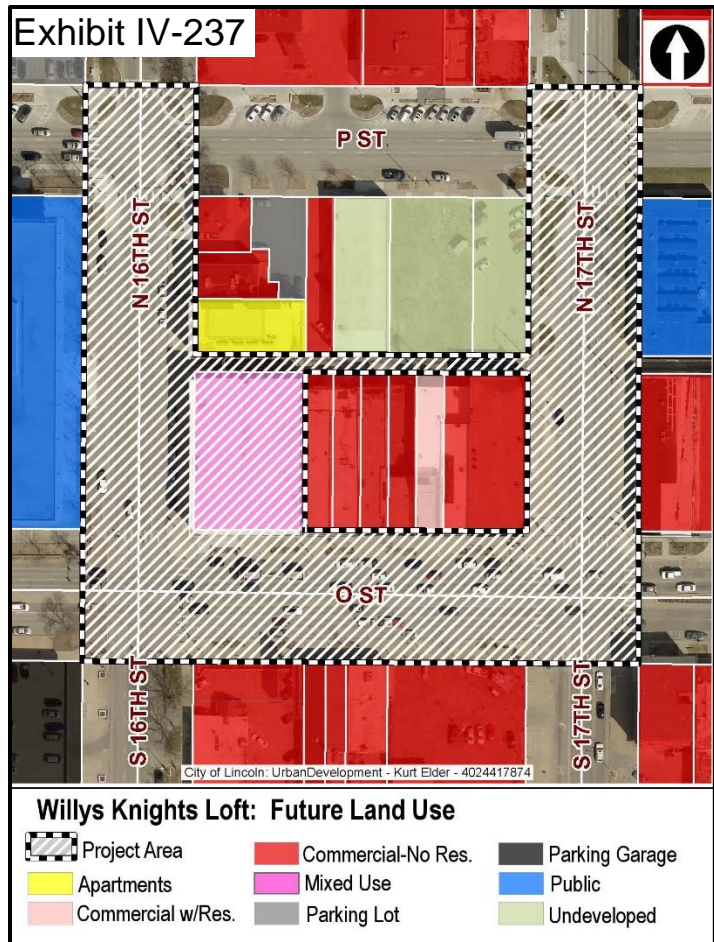 Exhibit IV-237
P ST
N 16TH ST
N 17TH ST
O ST
S 16TH ST
S 17TH ST
City of Lincoln: UrbanDevelopment - Kurt Elder - 4024417874
Willys Knights Loft: Future Land Use
Project Area
Commercial-No Res.
Parking Garage
Apartments
Mixed Use
Public
Commercial w/Res.
Parking Lot
Undeveloped